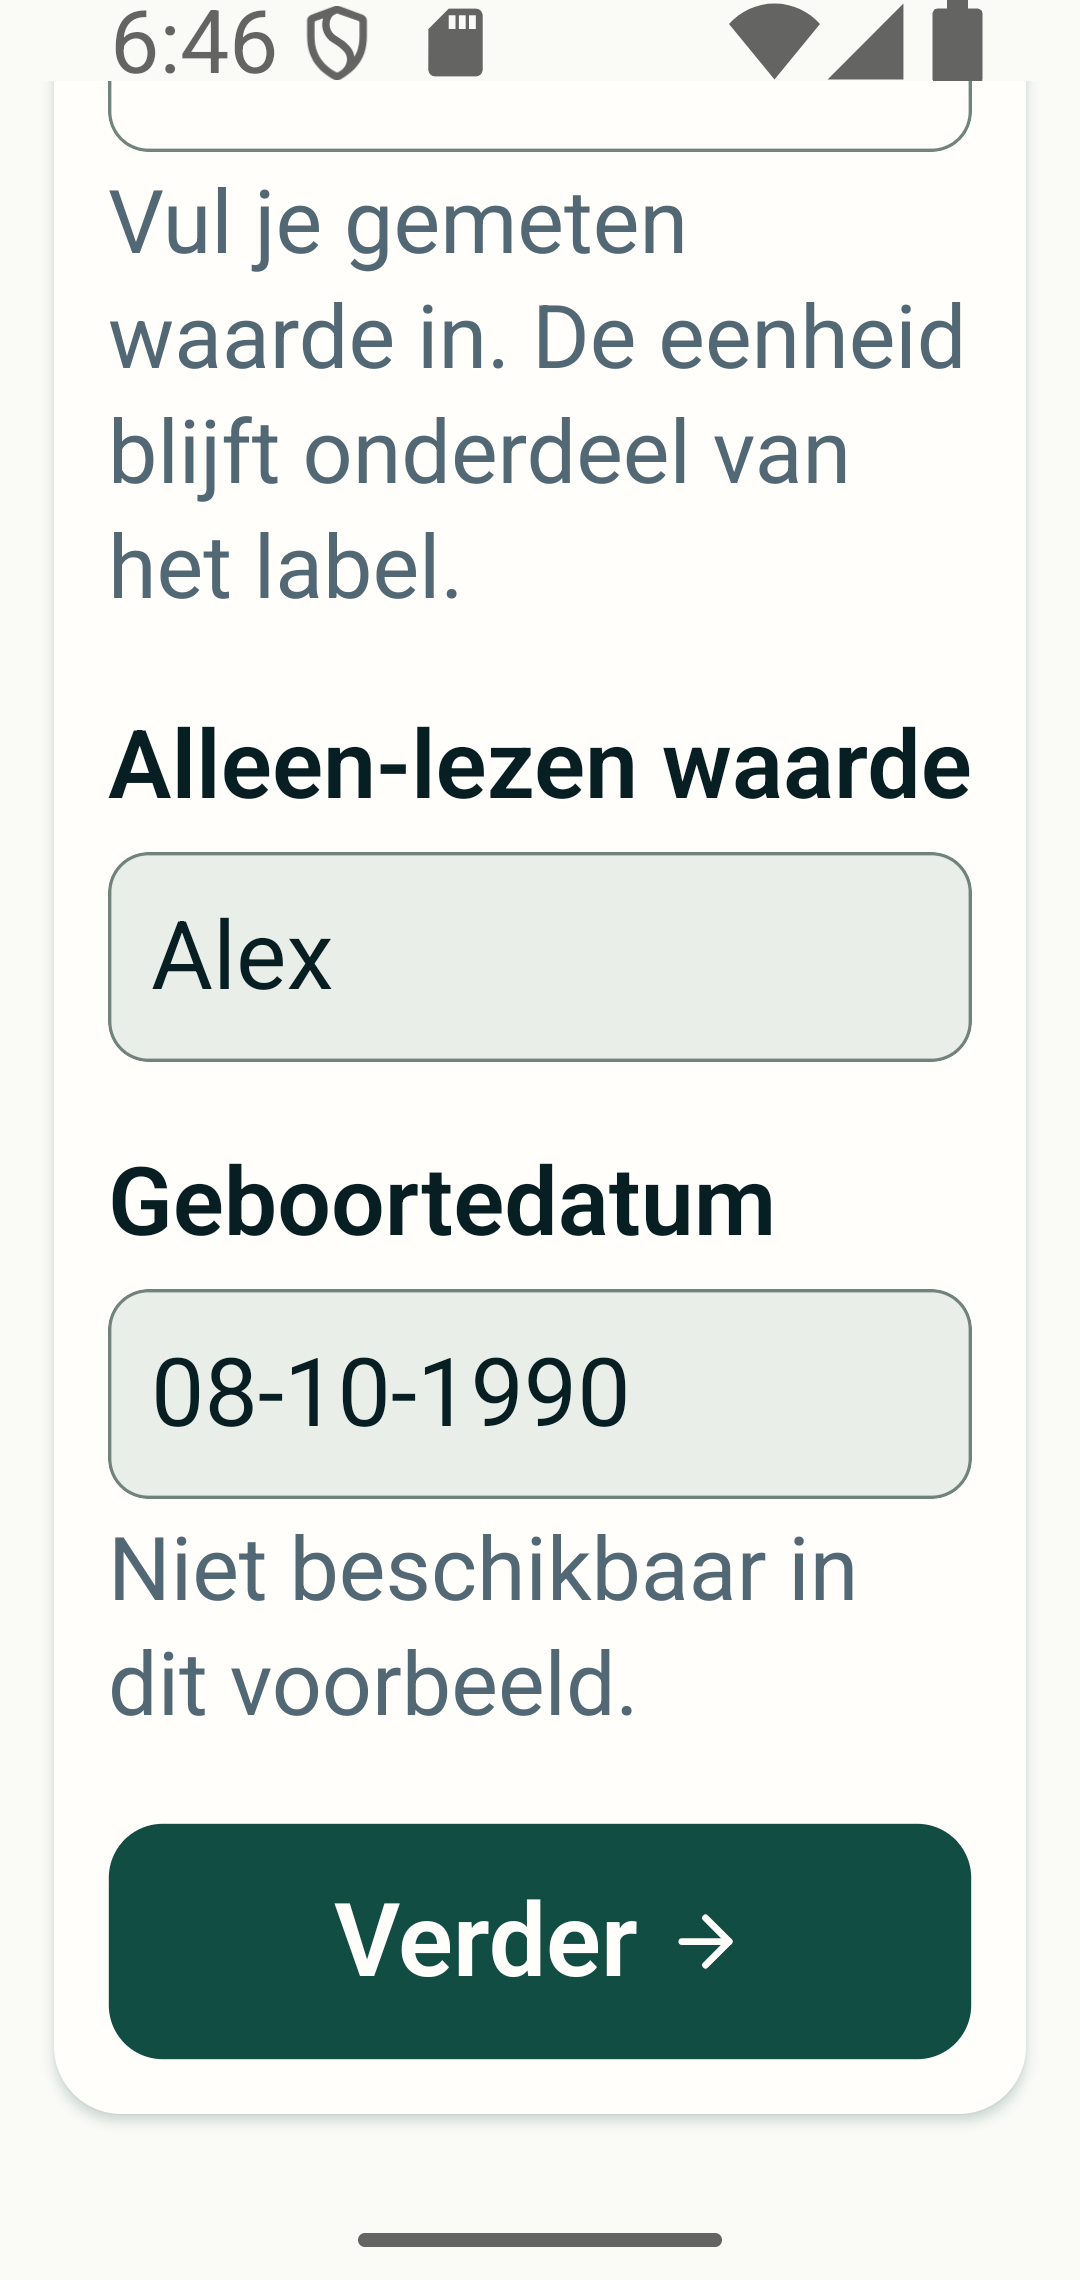 6:46
Vul je gemeten
waarde in. De eenheid
blijft onderdeel van
het label.
Alleen-lezen waarde
Alex
Geboortedatum
08-10-1990
Niet beschikbaar in
dit voorbeeld.
Verder →